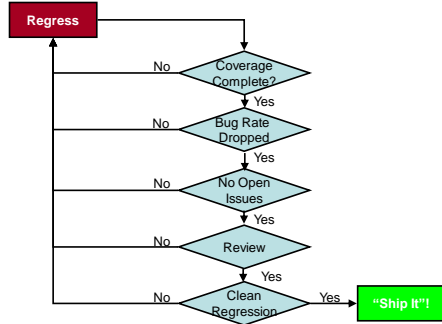 Regress
No
Coverage
Complete?
Yes
No
Bug Rate
Dropped
Yes
No
No Open
Issues
Yes
No
Review
Yes
No
Clean
Regression
Yes
“Ship It”!